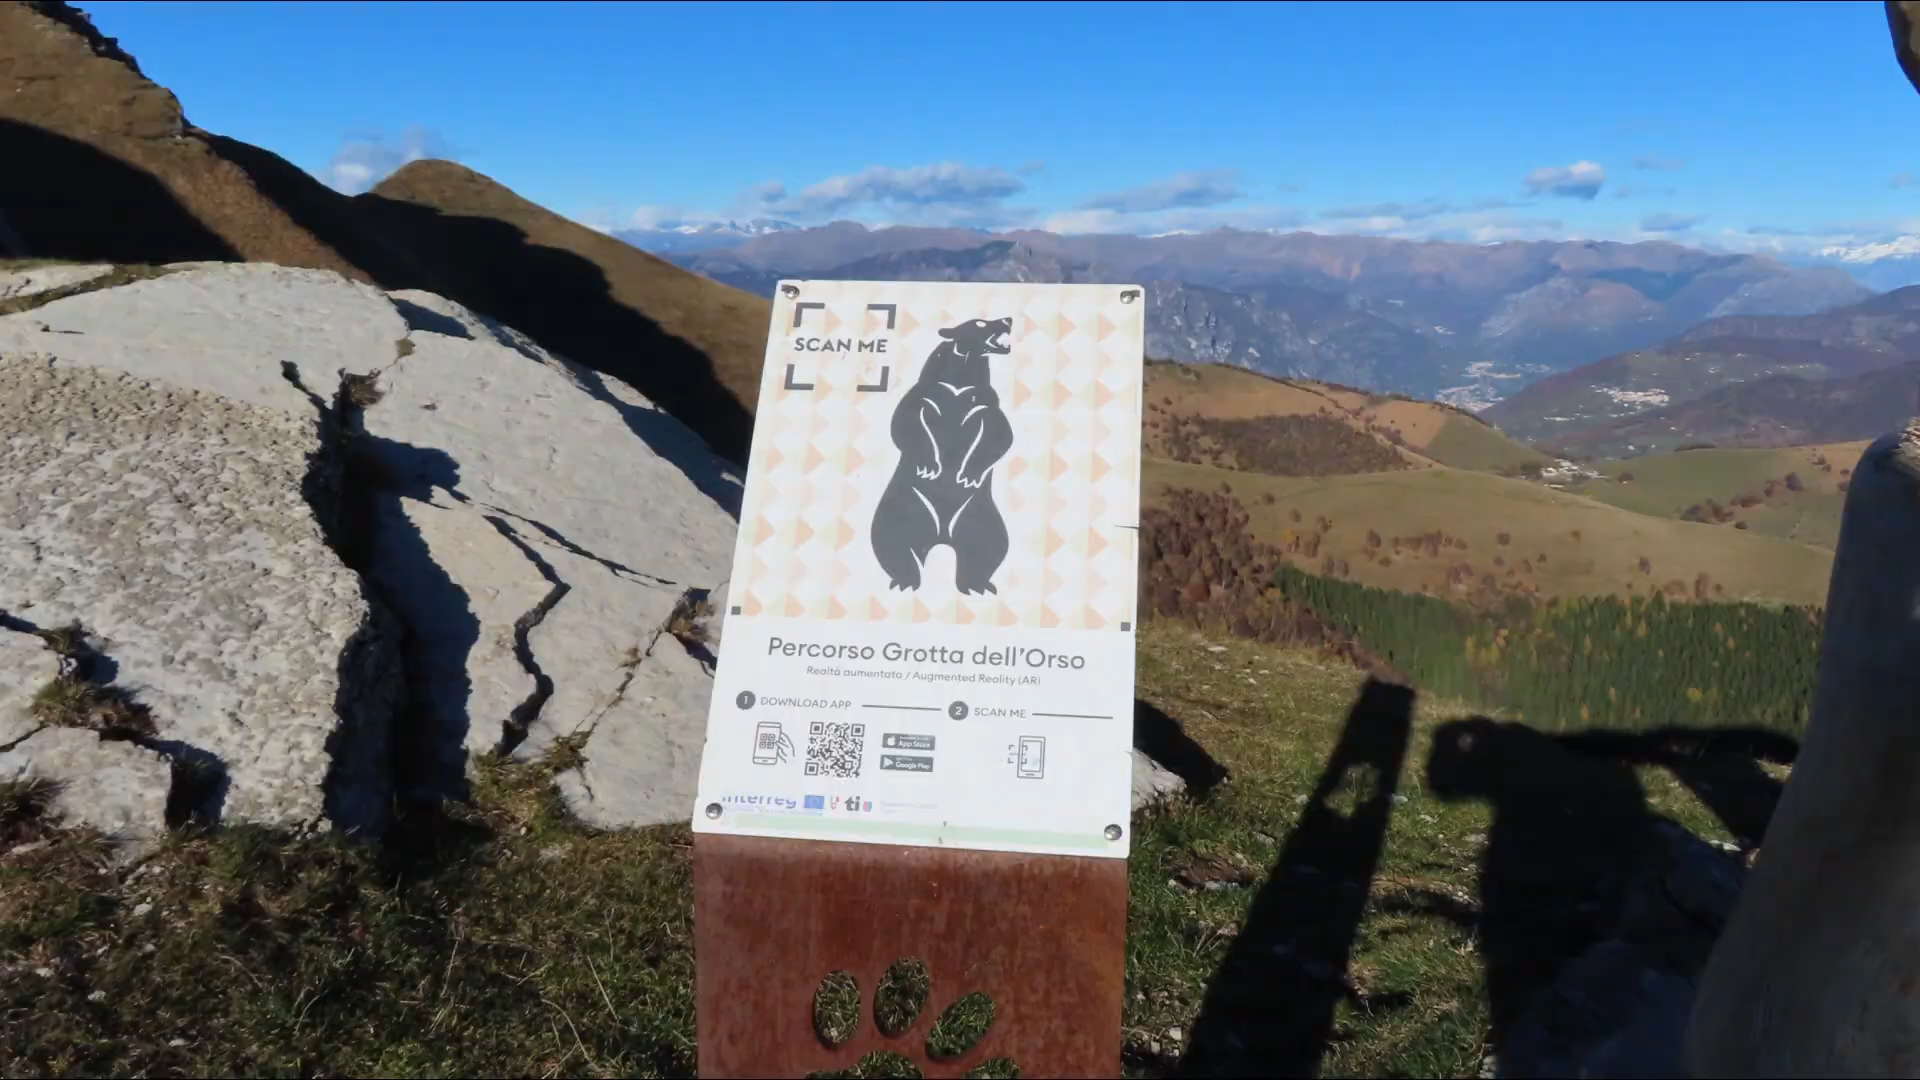 SCAN ME
Percorso Grotta dell'Orso
Realtà aumentata / Augmented Reality (AR)
1 DOWNLOAD APP
2 SCAN ME
App Store
Google Play
Interreg
ti